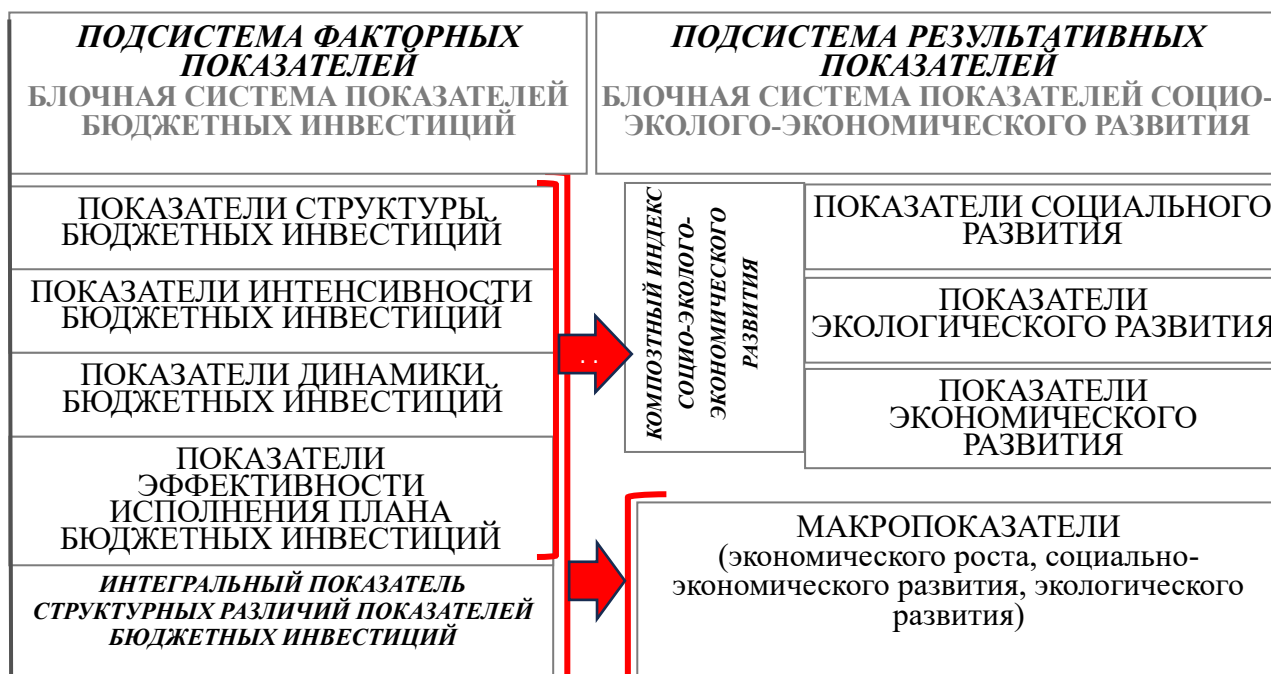 ПОДСИСТЕМА ФАКТОРНЫХ
ПОКАЗАТЕЛЕЙ
БЛОЧНАЯ СИСТЕМА ПОКАЗАТЕЛЕЙ
БЮДЖЕТНЫХ ИНВЕСТИЦИЙ
ПОДСИСТЕМА РЕЗУЛЬТАТИВНЫХ
ПОКАЗАТЕЛЕЙ
БЛОЧНАЯ СИСТЕМА ПОКАЗАТЕЛЕЙ СОЦИО-
ЭКОЛОГО-ЭКОНОМИЧЕСКОГО РАЗВИТИЯ
ПОКАЗАТЕЛИ СТРУКТУРЫ
БЮДЖЕТНЫХ ИНВЕСТИЦИЙ
ПОКАЗАТЕЛИ ИНТЕНСИВНОСТИ
БЮДЖЕТНЫХ ИНВЕСТИЦИЙ
ПОКАЗАТЕЛИ ДИНАМИКИ
БЮДЖЕТНЫХ ИНВЕСТИЦИЙ
ПОКАЗАТЕЛИ
ЭФФЕКТИВНОСТИ
ИСПОЛНЕНИЯ ПЛАНА
БЮДЖЕТНЫХ ИНВЕСТИЦИЙ
ИНТЕГРАЛЬНЫЙ ПОКАЗАТЕЛЬ
СТРУКТУРНЫХ РАЗЛИЧИЙ ПОКАЗАТЕЛЕЙ
БЮДЖЕТНЫХ ИНВЕСТИЦИЙ
. .
КОМПОЗТНЫЙ ИНДЕКС
СОЦИО-ЭКОЛОГО-
ЭКОНОМИЧЕСКОГО
РАЗВИТИЯ
ПОКАЗАТЕЛИ СОЦИАЛЬНОГО
РАЗВИТИЯ
ПОКАЗАТЕЛИ
ЭКОЛОГИЧЕСКОГО РАЗВИТИЯ
ПОКАЗАТЕЛИ
ЭКОНОМИЧЕСКОГО
РАЗВИТИЯ
МАКРОПОКАЗАТЕЛИ
(экономического роста, социально-
экономического развития, экологического
развития)